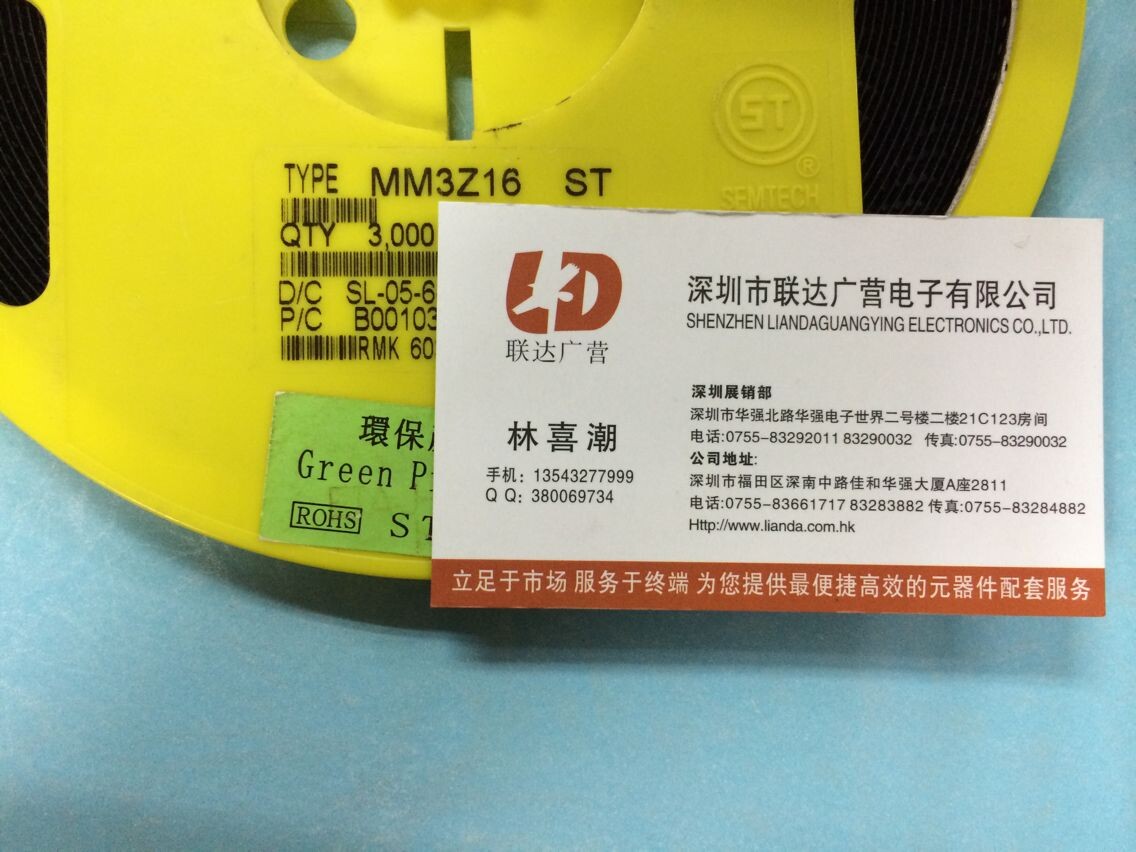 ST
®
SEMTECH
TYPE MM3Z16 ST
QTY 3,000
D/C SL-05-6
P/C B00103
RMK 60
環保
Green P
ROHS ST
LD
联达广营
深圳市联达广营电子有限公司
SHENZHEN LIANDAGUANGYING ELECTRONICS CO.,LTD.
林喜潮
手机：13543277999
Q Q：380069734
深圳展销部
深圳市华强北路华强电子世界二号楼二楼21C123房间
电话:0755-83292011 83290032 传真:0755-83290032
公司地址:
深圳市福田区深南中路佳和华强大厦A座2811
电话:0755-83661717 83283882 传真:0755-83284882
Http://www.lianda.com.hk
立足于市场 服务于终端 为您提供最便捷高效的元器件配套服务